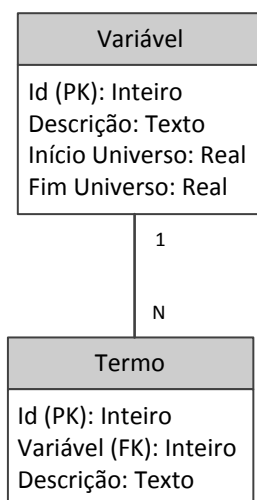 Variável
Id (PK): Inteiro
Descrição: Texto
Início Universo: Real
Fim Universo: Real
1
N
Termo
Id (PK): Inteiro
Variável (FK): Inteiro
Descrição: Texto